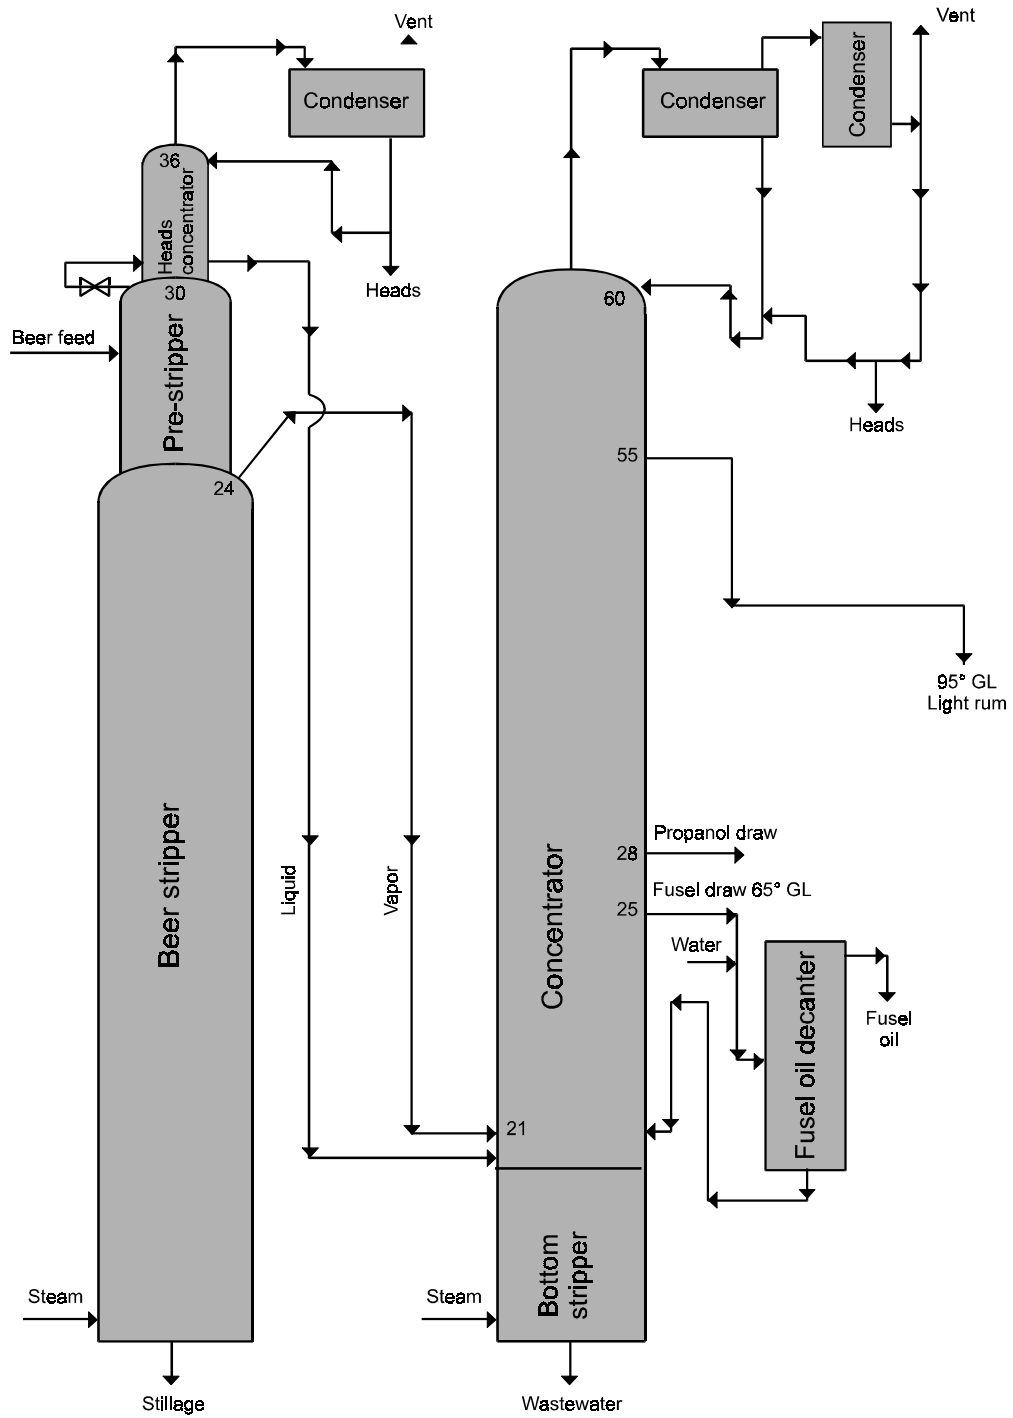 Vent
Vent
Condenser
Condenser
Condenser
36
Heads
concentrator
Heads
30
60
Beer feed
Pre-stripper
Heads
55
24
95° GL
Light rum
Beer stripper
Liquid
Vapor
Concentrator
Propanol draw
28
Fusel draw 65° GL
25
Water
Fusel oil decanter
Fusel
oil
21
Bottom
stripper
Steam
Steam
Stillage
Wastewater